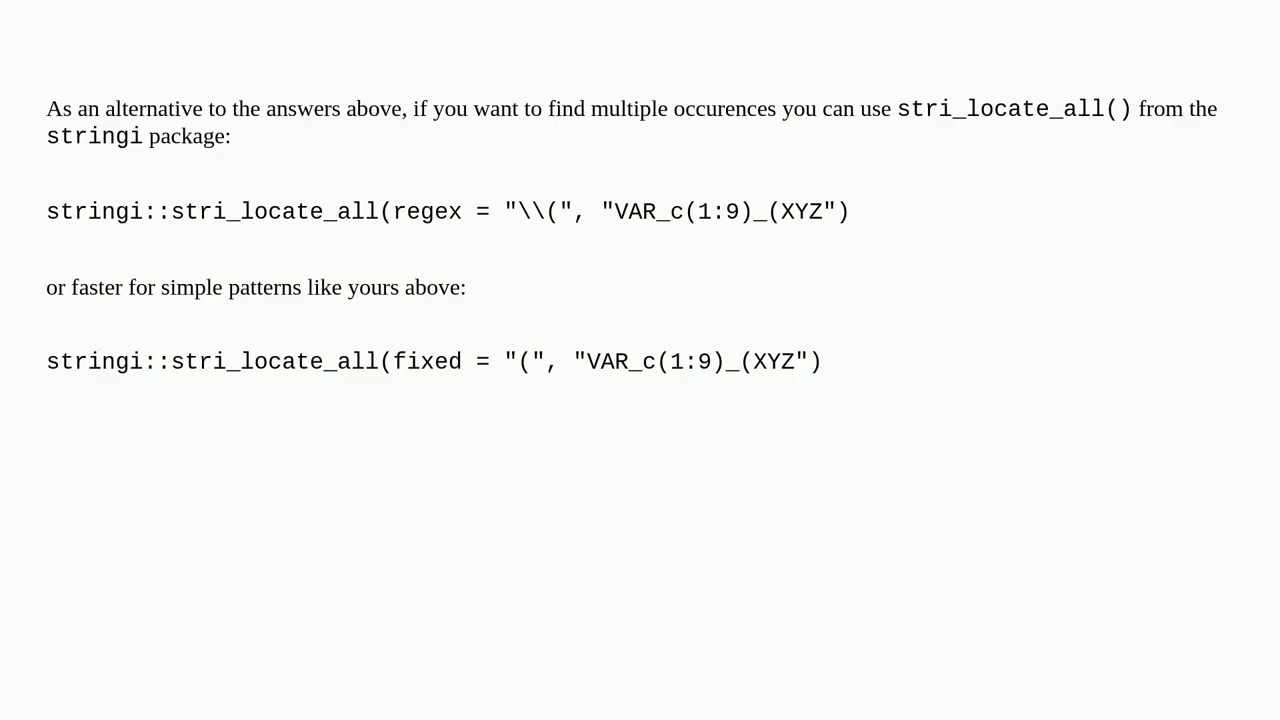 As an alternative to the answers above, if you want to find multiple occurences you can use stri_locate_all() from the
stringi package:
stringi::stri_locate_all(regex = "\\(", "VAR_c(1:9)_(XYZ")
or faster for simple patterns like yours above:
stringi::stri_locate_all(fixed = "(", "VAR_c(1:9)_(XYZ")